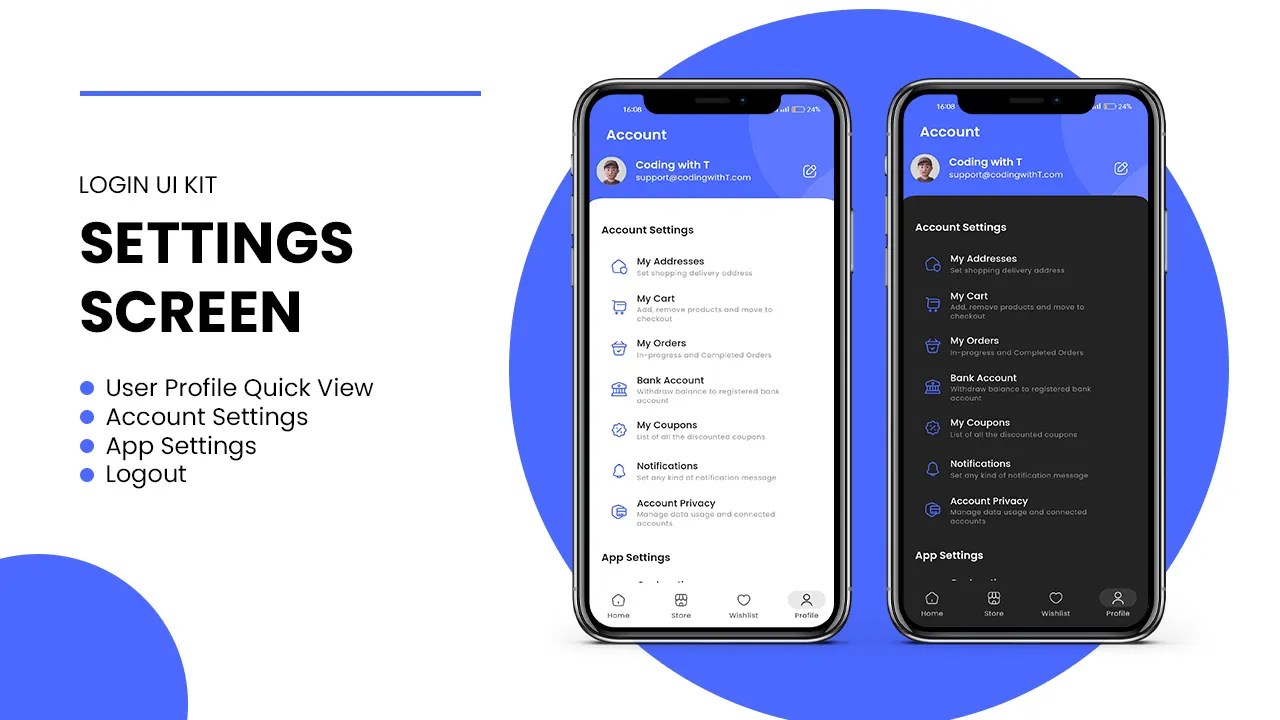 LOGIN UI KIT
SETTINGS
SCREEN
User Profile Quick View
Account Settings
App Settings
Logout
16:08
24%
Account
Coding with T
support@codingwithT.com
Account Settings
My Addresses
Set shopping delivery address
My Cart
Add, remove products and move to
checkout
My Orders
In-progress and Completed Orders
Bank Account
Withdraw balance to registered bank
account
My Coupons
List of all the discounted coupons
Notifications
Set any kind of notification message
Account Privacy
Manage data usage and connected
accounts
App Settings
Home
Store
Wishlist
Profile
16:08
24%
Account
Coding with T
support@codingwithT.com
Account Settings
My Addresses
Set shopping delivery address
My Cart
Add, remove products and move to
checkout
My Orders
In-progress and Completed Orders
Bank Account
Withdraw balance to registered bank
account
My Coupons
List of all the discounted coupons
Notifications
Set any kind of notification message
Account Privacy
Manage data usage and connected
accounts
App Settings
Home
Store
Wishlist
Profile